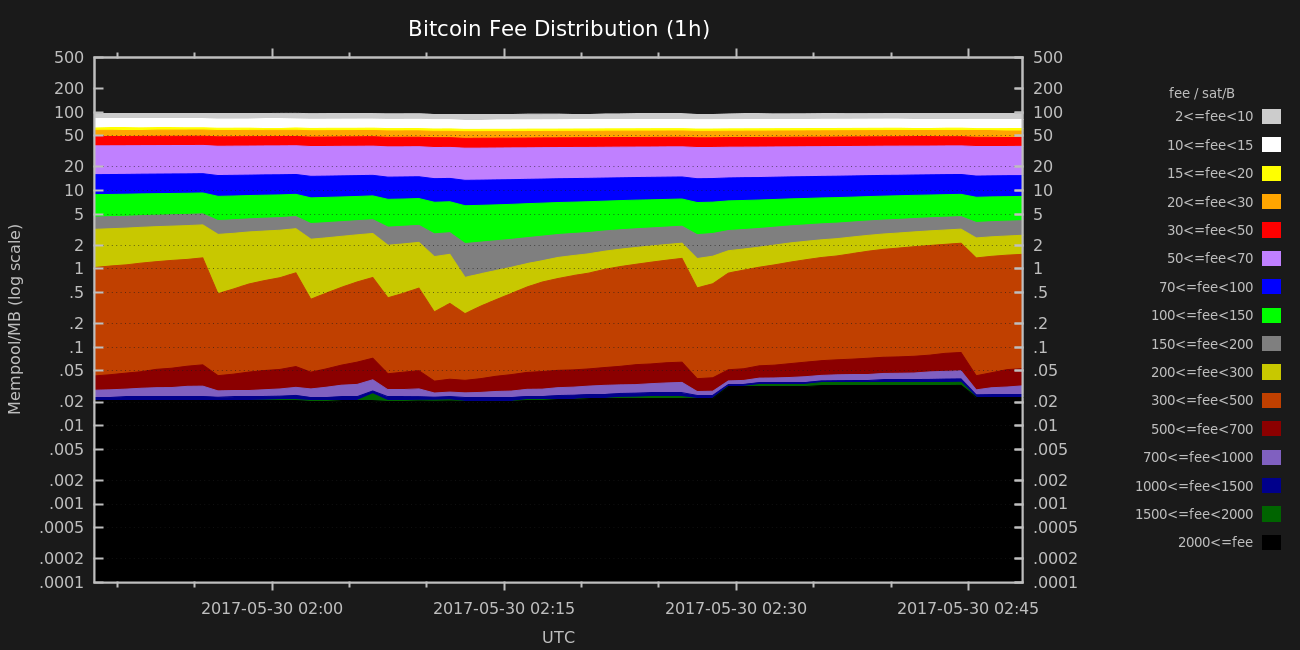 Bitcoin Fee Distribution (1h)
Mempool/MB (log scale)
500
200
100
50
20
10
5
2
1
.5
.2
.1
.05
.02
.01
.005
.002
.001
.0005
.0002
.0001
500
200
100
50
20
10
5
2
1
.5
.2
.1
.05
.02
.01
.005
.002
.001
.0005
.0002
.0001
2017-05-30 02:00 2017-05-30 02:15 2017-05-30 02:30 2017-05-30 02:45
UTC
fee / sat/B
2<=fee<10
10<=fee<15
15<=fee<20
20<=fee<30
30<=fee<50
50<=fee<70
70<=fee<100
100<=fee<150
150<=fee<200
200<=fee<300
300<=fee<500
500<=fee<700
700<=fee<1000
1000<=fee<1500
1500<=fee<2000
2000<=fee